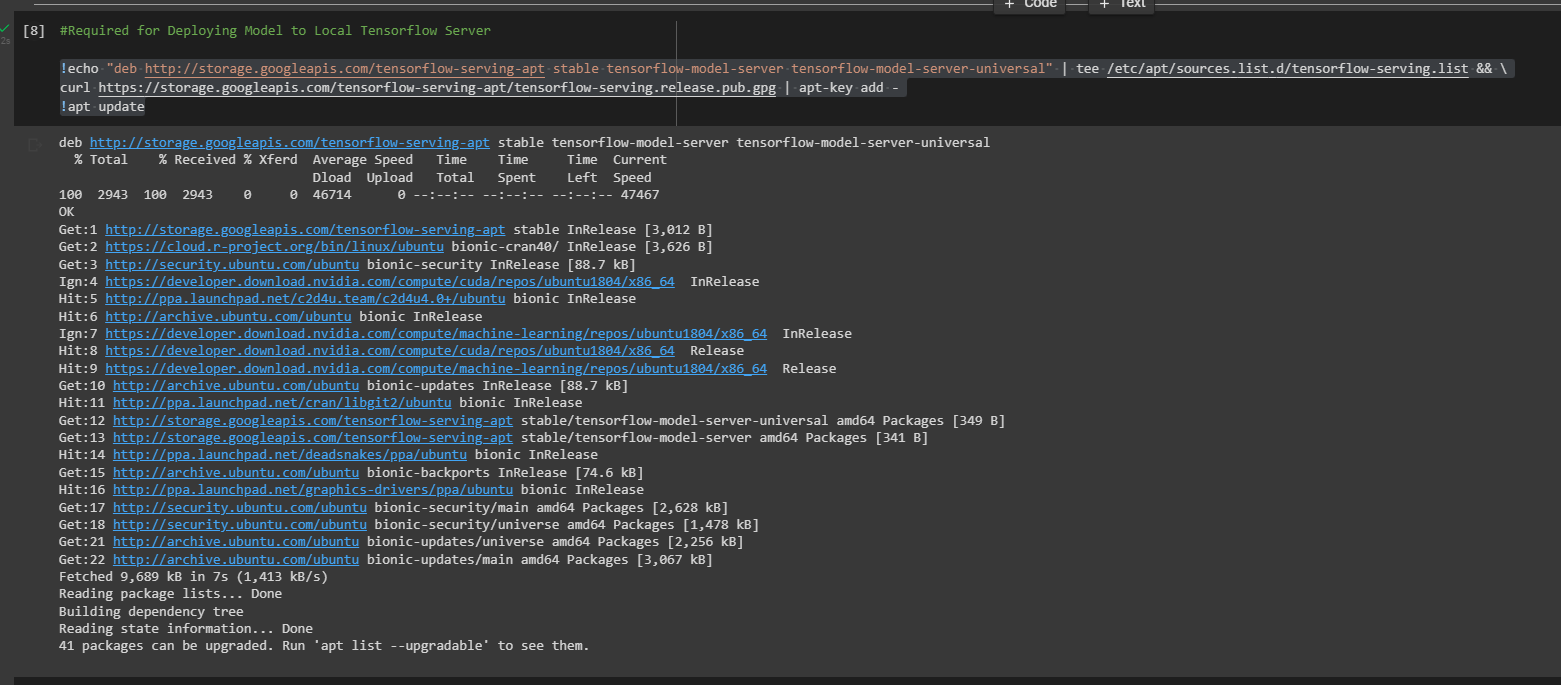 + Code + Text
[8] #Required for Deploying Model to Local Tensorflow Server
2s
!echo "deb http://storage.googleapis.com/tensorflow-serving-apt stable tensorflow-model-server tensorflow-model-server-universal" | tee /etc/apt/sources.list.d/tensorflow-serving.list && \
curl https://storage.googleapis.com/tensorflow-serving-apt/tensorflow-serving.release.pub.gpg | apt-key add -
!apt update
deb http://storage.googleapis.com/tensorflow-serving-apt stable tensorflow-model-server tensorflow-model-server-universal
% Total % Received % Xferd Average Speed Time Time Time Current
Dload Upload Total Spent Left Speed
100 2943 100 2943 0 0 46714 0 --:--:-- --:--:-- --:--:-- 47467
OK
Get:1 http://storage.googleapis.com/tensorflow-serving-apt stable InRelease [3,012 B]
Get:2 https://cloud.r-project.org/bin/linux/ubuntu bionic-cran40/ InRelease [3,626 B]
Get:3 http://security.ubuntu.com/ubuntu bionic-security InRelease [88.7 kB]
Ign:4 https://developer.download.nvidia.com/compute/cuda/repos/ubuntu1804/x86_64 InRelease
Hit:5 http://ppa.launchpad.net/c2d4u.team/c2d4u4.0+/ubuntu bionic InRelease
Hit:6 http://archive.ubuntu.com/ubuntu bionic InRelease
Ign:7 https://developer.download.nvidia.com/compute/machine-learning/repos/ubuntu1804/x86_64 InRelease
Hit:8 https://developer.download.nvidia.com/compute/cuda/repos/ubuntu1804/x86_64 Release
Hit:9 https://developer.download.nvidia.com/compute/machine-learning/repos/ubuntu1804/x86_64 Release
Get:10 http://archive.ubuntu.com/ubuntu bionic-updates InRelease [88.7 kB]
Hit:11 http://ppa.launchpad.net/cran/libgit2/ubuntu bionic InRelease
Get:12 http://storage.googleapis.com/tensorflow-serving-apt stable/tensorflow-model-server-universal amd64 Packages [349 B]
Get:13 http://storage.googleapis.com/tensorflow-serving-apt stable/tensorflow-model-server amd64 Packages [341 B]
Hit:14 http://ppa.launchpad.net/deadsnakes/ppa/ubuntu bionic InRelease
Get:15 http://archive.ubuntu.com/ubuntu bionic-backports InRelease [74.6 kB]
Hit:16 http://ppa.launchpad.net/graphics-drivers/ppa/ubuntu bionic InRelease
Get:17 http://security.ubuntu.com/ubuntu bionic-security/main amd64 Packages [2,628 kB]
Get:18 http://security.ubuntu.com/ubuntu bionic-security/universe amd64 Packages [1,478 kB]
Get:21 http://archive.ubuntu.com/ubuntu bionic-updates/universe amd64 Packages [2,256 kB]
Get:22 http://archive.ubuntu.com/ubuntu bionic-updates/main amd64 Packages [3,067 kB]
Fetched 9,689 kB in 7s (1,413 kB/s)
Reading package lists... Done
Building dependency tree
Reading state information... Done
41 packages can be upgraded. Run 'apt list --upgradable' to see them.